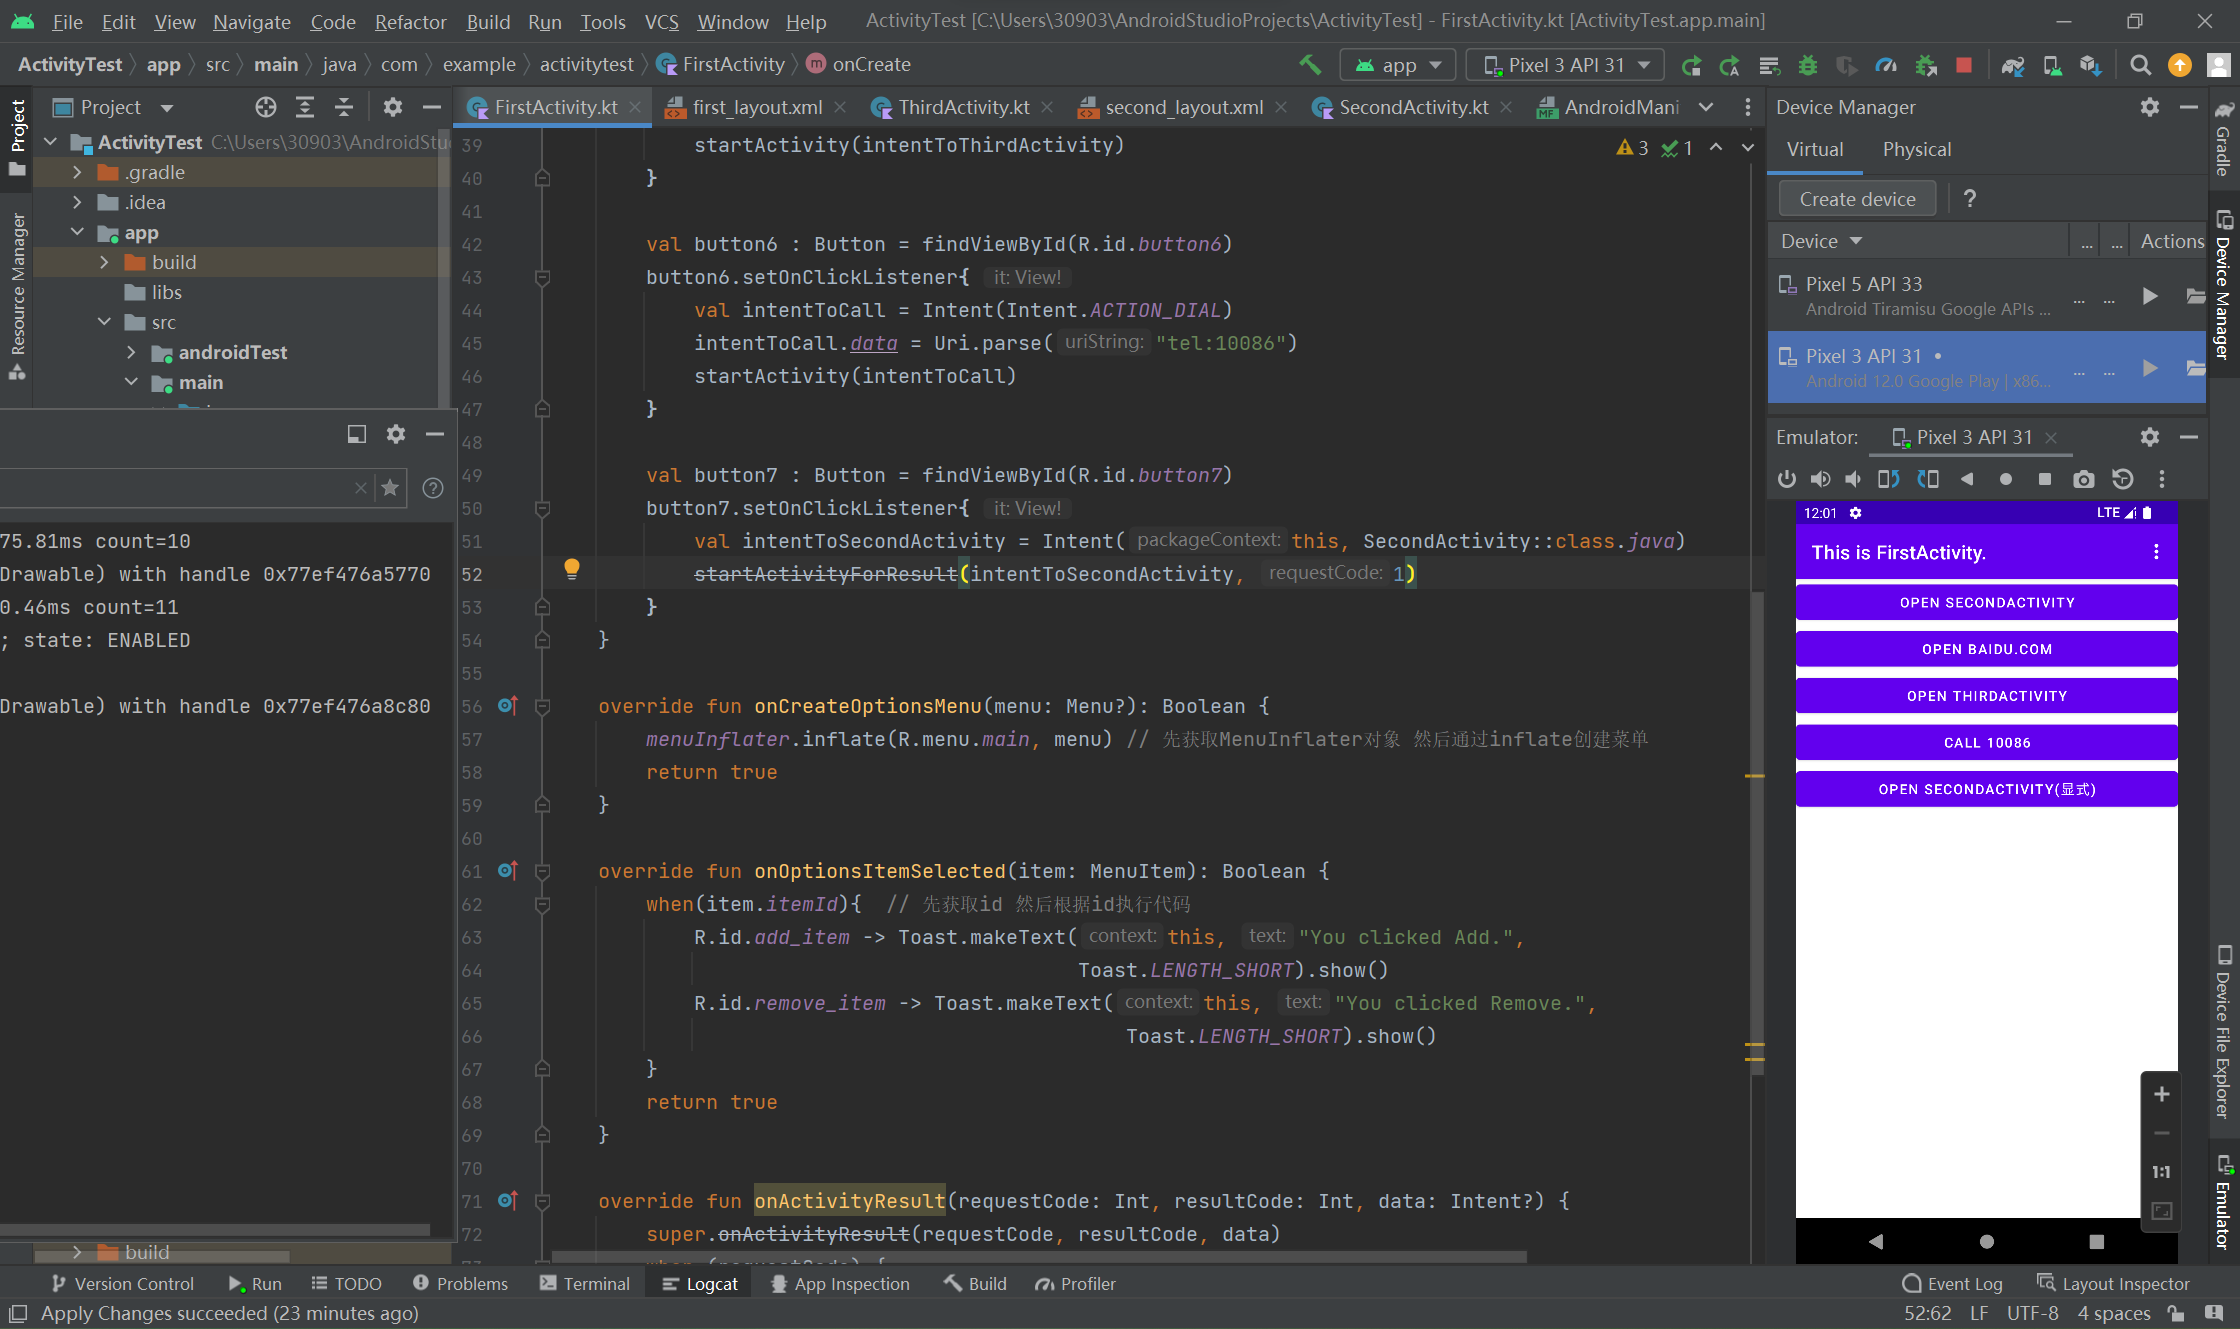 File Edit View Navigate Code Refactor Build Run Tools VCS Window Help ActivityTest [C:\Users\30903\AndroidStudioProjects\ActivityTest] - FirstActivity.kt [ActivityTest.app.main]
ActivityTest app src main java com example activitytest FirstActivity m onCreate app Pixel 3 API 31
Project
Resource Manager
Project
ActivityTest C:\Users\30903\AndroidStu
.gradle
.idea
app
build
libs
src
androidTest
main
75.81ms count=10
Drawable) with handle 0x77ef476a5770
0.46ms count=11
; state: ENABLED
Drawable) with handle 0x77ef476a8c80
build
FirstActivity.kt first_layout.xml ThirdActivity.kt second_layout.xml SecondActivity.kt MF AndroidMani
3 1
39 startActivity(intentToThirdActivity)
40 }
41
42 val button6 : Button = findViewById(R.id.button6)
43 button6.setOnClickListener{ it: View!
44 val intentToCall = Intent(Intent.ACTION_DIAL)
45 intentToCall.data = Uri.parse( uriString: "tel:10086")
46 startActivity(intentToCall)
47 }
48
49 val button7 : Button = findViewById(R.id.button7)
50 button7.setOnClickListener{ it: View!
51 val intentToSecondActivity = Intent( packageContext: this, SecondActivity::class.java)
52 startActivityForResult(intentToSecondActivity, requestCode: 1)
53 }
54 }
55
56 override fun onCreateOptionsMenu(menu: Menu?): Boolean {
57 menuInflater.inflate(R.menu.main, menu) // 先获取MenuInflater对象 然后通过inflate创建菜单
58 return true
59 }
60
61 override fun onOptionsItemSelected(item: MenuItem): Boolean {
62 when(item.itemId){ // 先获取id 然后根据id执行代码
63 R.id.add_item -> Toast.makeText( context: this, text: "You clicked Add.",
64 Toast.LENGTH_SHORT).show()
65 R.id.remove_item -> Toast.makeText( context: this, text: "You clicked Remove.",
66 Toast.LENGTH_SHORT).show()
67 }
68 return true
69 }
70
71 override fun onActivityResult(requestCode: Int, resultCode: Int, data: Intent?) {
72 super.onActivityResult(requestCode, resultCode, data)
Device Manager
Virtual Physical
Create device ?
Device ... ... Actions
Pixel 5 API 33
Android Tiramisu Google APIs ... ... ...
Pixel 3 API 31 •
Android 12.0 Google Play | x86... ... ...
Emulator: Pixel 3 API 31
12:01 LTE
This is FirstActivity.
OPEN SECONDACTIVITY
OPEN BAIDU.COM
OPEN THIRDACTIVITY
CALL 10086
OPEN SECONDACTIVITY(显式)
1:1
Gradle
Device Manager
Device File Explorer
Emulator
Version Control Run TODO Problems Terminal Logcat App Inspection Build Profiler Event Log Layout Inspector
Apply Changes succeeded (23 minutes ago) 52:62 LF UTF-8 4 spaces